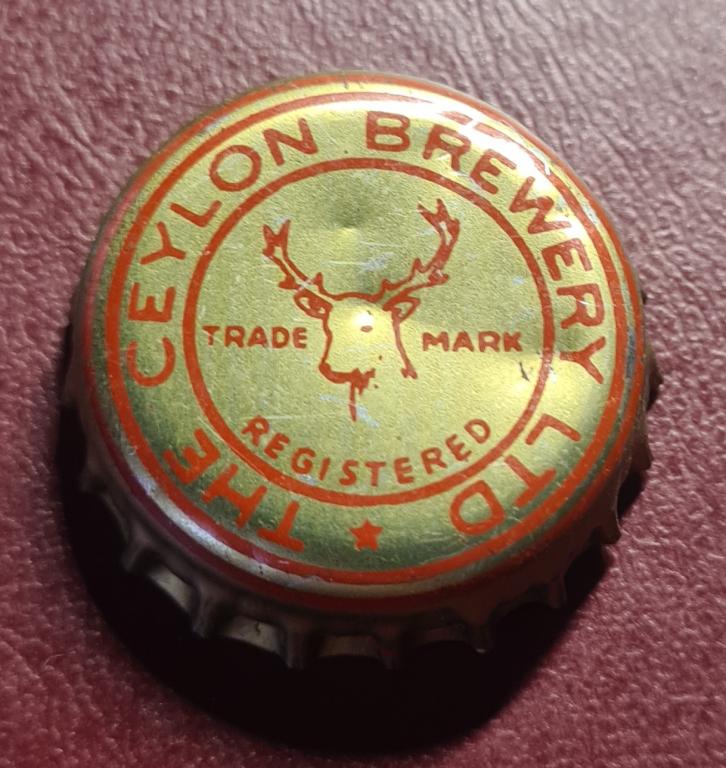 THE CEYLON BREWERY LTD
TRADE MARK
REGISTERED